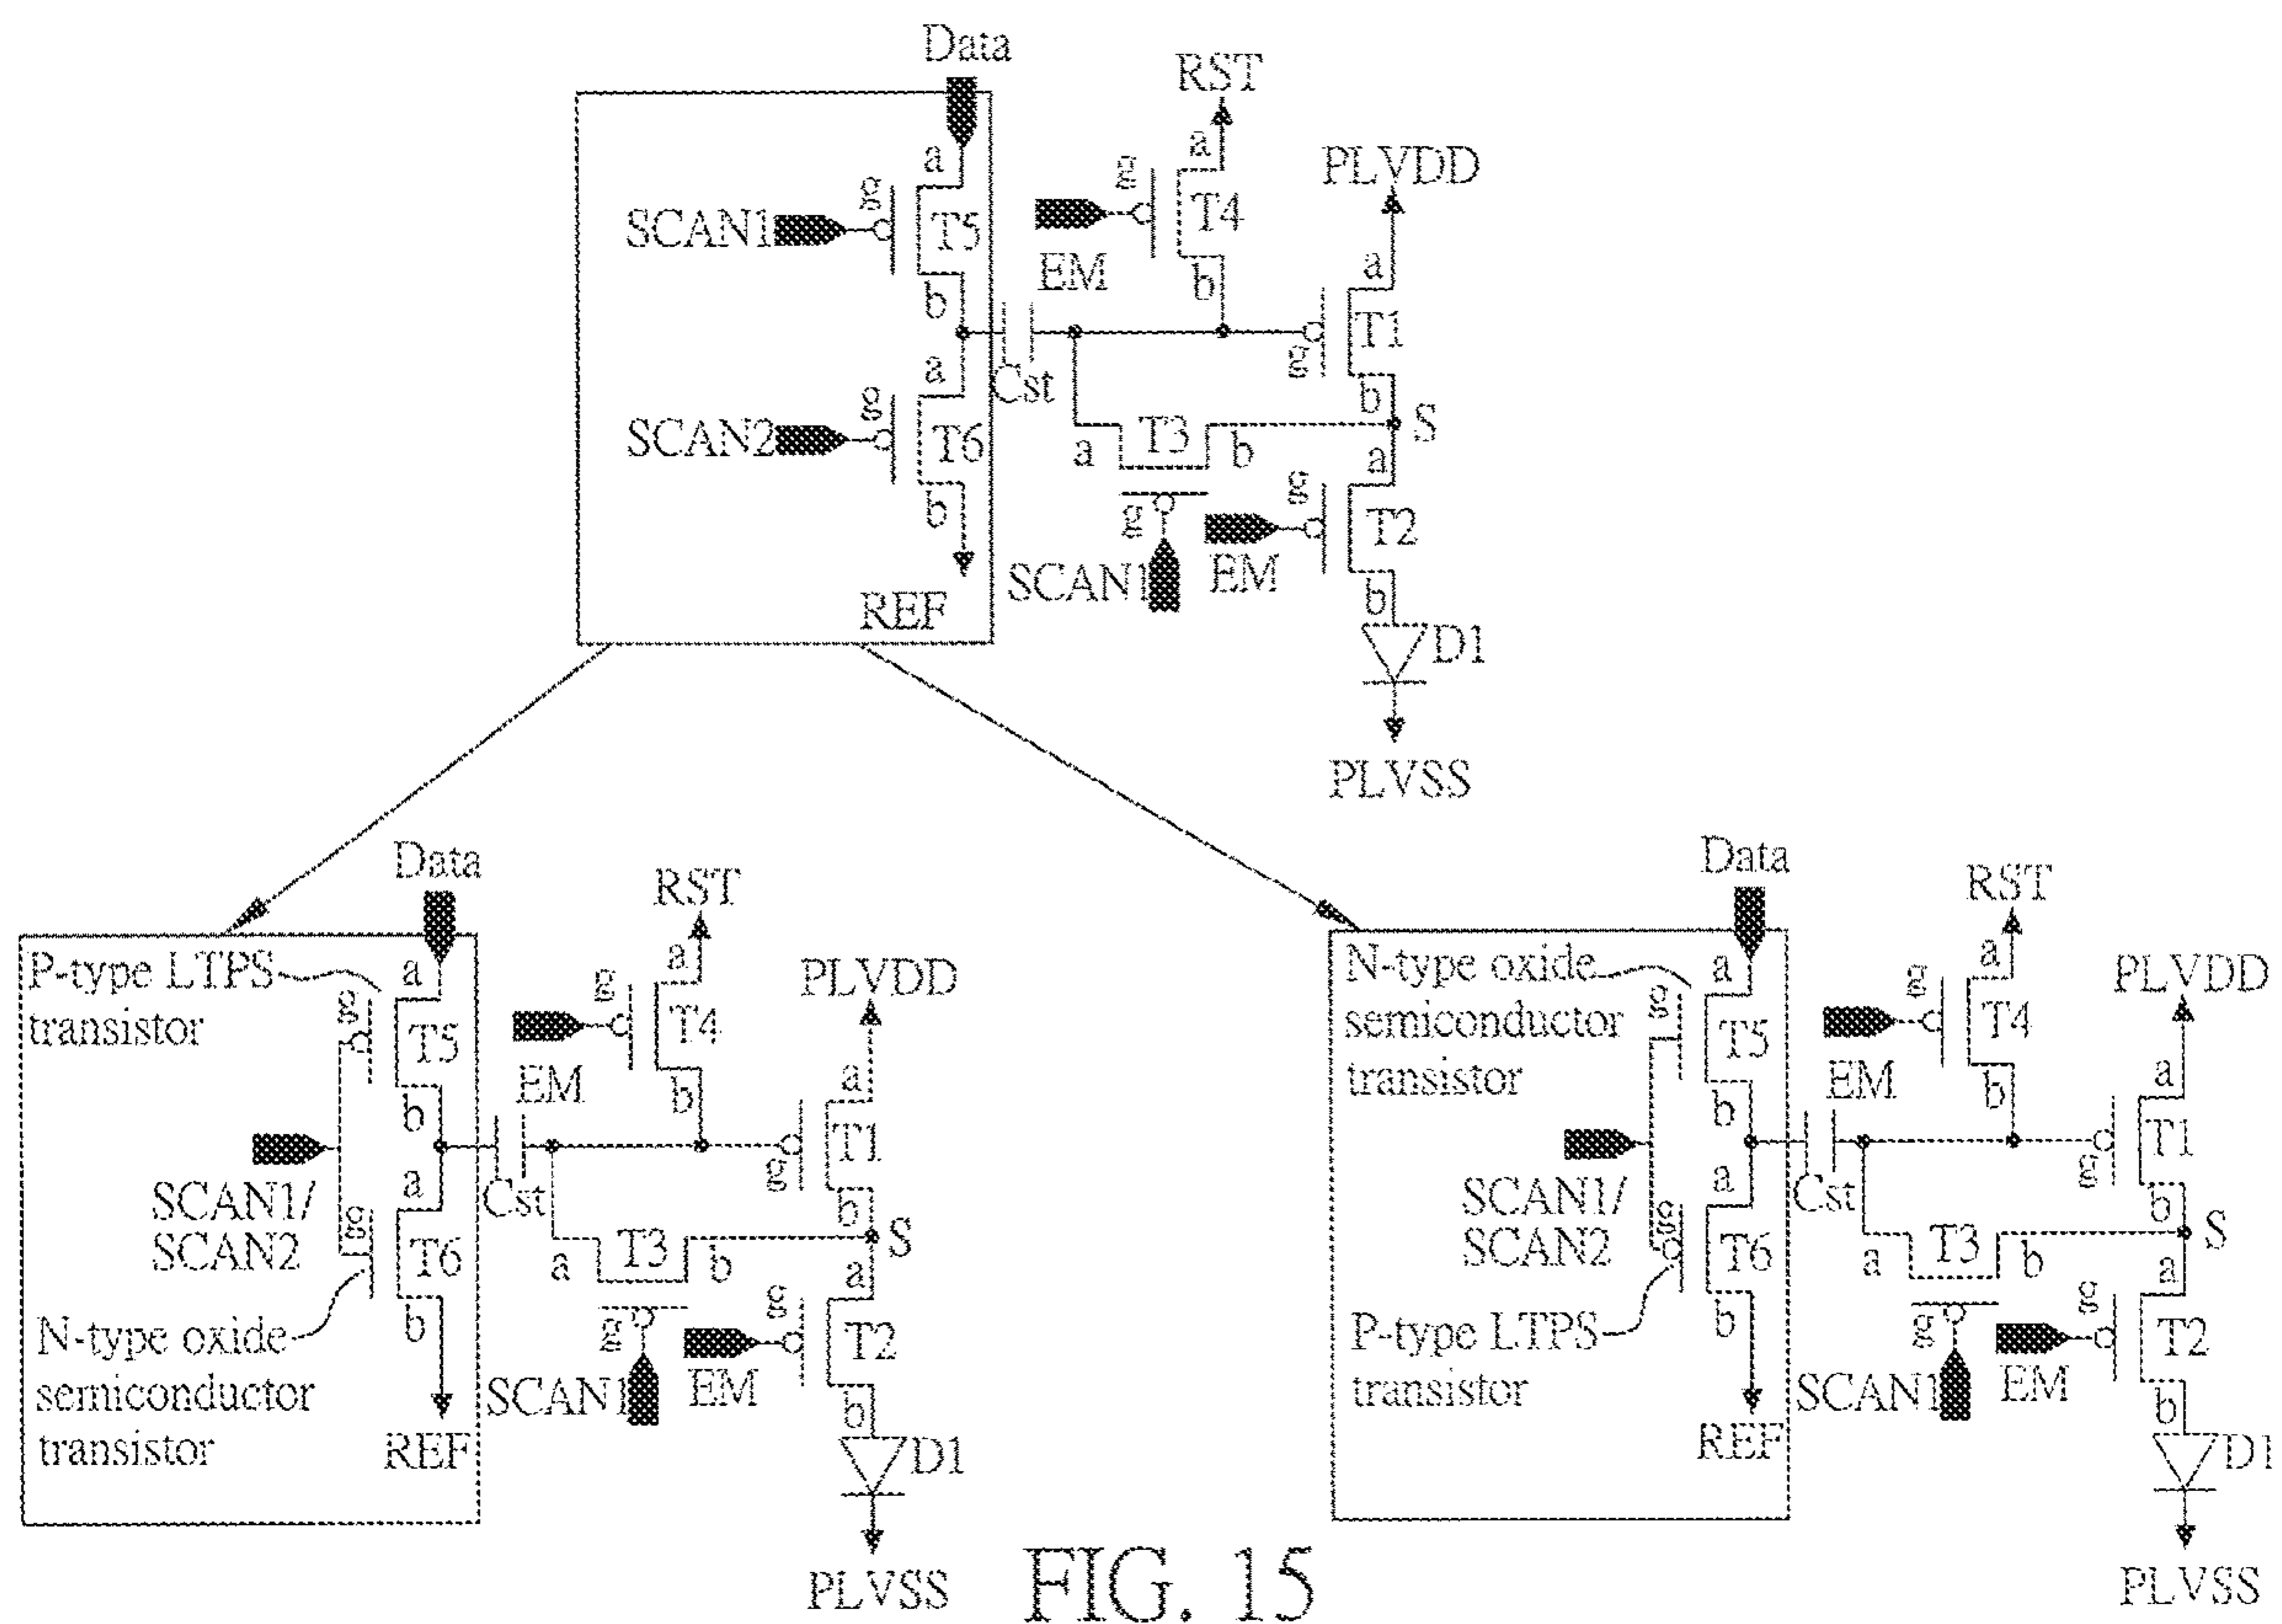 Data
RST
PLVDD
a
a
g
g
SCAN1
T5
T4
EM
b
b
a
Cst
g
T1
a
g
b
S
SCAN2
T6
T3
a
b
a
b
g
g
T2
SCAN1
EM
REF
b
D1
PLVSS
Data
RST
P-type LTPS
transistor
a
a
g
g
PLVDD
T5
T4
EM
a
b
b
T1
g
SCAN1/
SCAN2
a
Cst
b
S
g
T6
T3
a
b
a
b
g
g
T2
N-type oxide
semiconductor
transistor
SCAN1
EM
b
REF
D1
PLVSS
Data
RST
N-type oxide
semiconductor
transistor
a
a
g
g
PLVDD
T5
T4
EM
a
b
b
T1
g
SCAN1/
SCAN2
a
Cst
b
S
g
T6
T3
a
b
a
b
g
g
T2
P-type LTPS
transistor
SCAN1
EM
b
REF
D1
PLVSS
FIG. 15